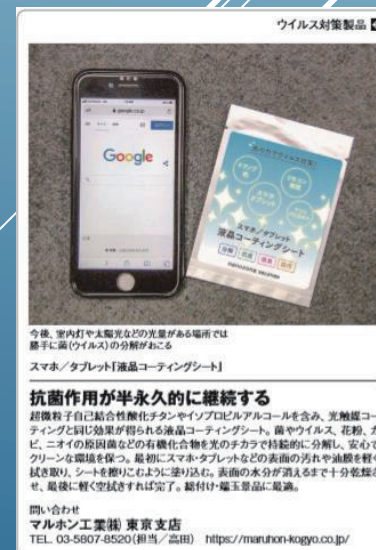 ウイルス対策製品
google.co.jp
Google
光の力でウイルス対策!
スマホ/タブレット
液晶コーティングシート
今後、室内灯や太陽光などの光量がある場所では
勝手に菌(ウイルス)の分解がおこる
スマホ/タブレット『液晶コーティングシート』
抗菌作用が半永久的に継続する
超微粒子自己結合性酸化チタンやイソプロピルアルコールを含み、光触媒コー
ティングと同じ効果が得られる液晶コーティングシート。菌やウイルス、花粉、カ
ビ、ニオイの原因菌などの有機化合物を光のチカラで持続的に分解し、安心で
クリーンな環境を保つ。最初にスマホ・タブレットなどの表面の汚れや油膜を軽く
拭き取り、シートを擦りこむように塗り込む。表面の水分が消えるまで十分乾燥さ
せ、最後に軽く空拭きすれば完了。総付け・端玉景品に最適。
問い合わせ
マルホン工業㈱ 東京支店
TEL. 03-5807-8520(担当/高田) https://maruhon-kogyo.co.jp/